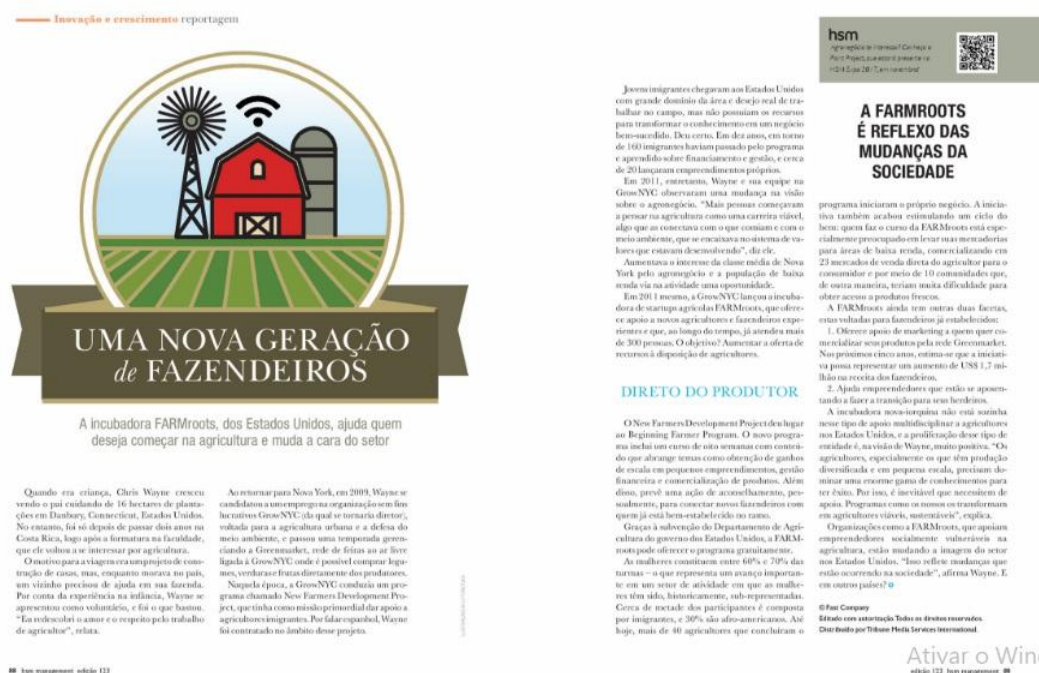 Inovação e crescimento reportagem
UMA NOVA GERAÇÃO
de FAZENDEIROS
A incubadora FARMroots, dos Estados Unidos, ajuda quem
deseja começar na agricultura e muda a cara do setor
Quando era criança, Chris Wayne cresceu
vendo o pai cuidando de 16 hectares de planta-
ções em Danbury, Connecticut, Estados Unidos.
No entanto, foi só depois de passar dois anos na
Costa Rica, logo após a formatura na faculdade,
que ele voltou a se interessar por agricultura.
O motivo para a viagem era um projeto de cons-
trução de casas, mas, enquanto morava no país,
um vizinho precisou de ajuda em sua fazenda.
Por conta da experiência na infância, Wayne se
apresentou como voluntário, e foi o que bastou.
“Eu redescobri o amor e o respeito pelo trabalho
de agricultor”, relata.
Ao retornar para Nova York, em 2009, Wayne se
candidatou a um emprego na organização sem fins
lucrativos GrowNYC (da qual se tornaria diretor),
voltada para a agricultura urbana e a defesa do
meio ambiente, e passou uma temporada geren-
ciando a Greenmarket, rede de feiras ao ar livre
ligada à GrowNYC onde é possível comprar legu-
mes, verduras e frutas diretamente dos produtores.
Naquela época, a GrowNYC conduzia um pro-
grama chamado New Farmers Development Pro-
ject, que tinha como missão primordial dar apoio a
agricultores imigrantes. Por falar espanhol, Wayne
foi contratado no âmbito desse projeto.
88 hsm management edição 123
Jovens imigrantes chegavam aos Estados Unidos
com grande domínio da área e desejo real de tra-
balhar no campo, mas não possuíam os recursos
para transformar o conhecimento em um negócio
bem-sucedido. Deu certo. Em dez anos, em torno
de 160 imigrantes haviam passado pelo programa
e aprendido sobre financiamento e gestão, e cerca
de 20 lançaram empreendimentos próprios.
Em 2011, entretanto, Wayne e sua equipe na
GrowNYC observaram uma mudança na visão
sobre o agronegócio. “Mais pessoas começavam
a pensar na agricultura como uma carreira viável,
algo que as conectava com o que comiam e com o
meio ambiente, que se encaixava no sistema de va-
lores que estavam desenvolvendo”, diz ele.
Aumentava o interesse da classe média de Nova
York pelo agronegócio e a população de baixa
renda via na atividade uma oportunidade.
Em 2011 mesmo, a GrowNYC lançou a incuba-
dora de startups agrícolas FARMroots, que ofere-
ce apoio a novos agricultores e fazendeiros expe-
rientes e que, ao longo do tempo, já atendeu mais
de 300 pessoas. O objetivo? Aumentar a oferta de
recursos à disposição de agricultores.
DIRETO DO PRODUTOR
O New Farmers Development Project deu lugar
ao Beginning Farmer Program. O novo progra-
ma inclui um curso de oito semanas com conteú-
do que abrange temas como obtenção de ganhos
de escala em pequenos empreendimentos, gestão
financeira e comercialização de produtos. Além
disso, prevê uma ação de aconselhamento, pes-
soalmente, para conectar novos fazendeiros com
quem já está bem-estabelecido no ramo.
Graças à subvenção do Departamento de Agri-
cultura do governo dos Estados Unidos, a FARM-
roots pode oferecer o programa gratuitamente.
As mulheres constituem entre 60% e 70% das
turmas – o que representa um avanço importan-
te em um setor de atividade em que as mulhe-
res têm sido, historicamente, sub-representadas.
Cerca de metade dos participantes é composta
por imigrantes, e 30% são afro-americanos. Até
hoje, mais de 40 agricultores que concluíram o
hsm
Agronegócio te interessa? Conheça o
HSM Expo 2017, em novembro!
A FARMROOTS
É REFLEXO DAS
MUDANÇAS DA
SOCIEDADE
programa iniciaram o próprio negócio. A inicia-
tiva também acabou estimulando um ciclo do
bem: quem faz o curso da FARMroots está espe-
cialmente preocupado em levar suas mercadorias
para áreas de baixa renda, comercializando em
23 mercados de venda direta do agricultor para o
consumidor e por meio de 10 comunidades que,
de outra maneira, teriam muita dificuldade para
obter acesso a produtos frescos.
A FARMroots ainda tem outras duas facetas,
estas voltadas para fazendeiros já estabelecidos:
1. Oferece apoio de marketing a quem quer co-
mercializar seus produtos pela rede Greenmarket.
Nos próximos cinco anos, estima-se que a iniciati-
va possa representar um aumento de US$ 1,7 mi-
lhão na receita dos fazendeiros.
2. Ajuda empreendedores que estão se aposen-
tando a fazer a transição para seus herdeiros.
A incubadora nova-iorquina não está sozinha
nesse tipo de apoio multidisciplinar a agricultores
nos Estados Unidos, e a proliferação desse tipo de
entidade é, na visão de Wayne, muito positiva. “Os
agricultores, especialmente os que têm produção
diversificada e em pequena escala, precisam do-
minar uma enorme gama de conhecimentos para
ter êxito. Por isso, é inevitável que necessitem de
apoio. Programas como os nossos os transformam
em agricultores viáveis, sustentáveis”, explica.
Organizações como a FARMroots, que apoiam
empreendedores socialmente vulneráveis na
agricultura, estão mudando a imagem do setor
nos Estados Unidos. “Isso reflete mudanças que
estão ocorrendo na sociedade”, afirma Wayne. E
em outros países?
© Fast Company
Editado com autorização. Todos os direitos reservados.
Distribuído por Tribune Media Services International.
Ativar o Win
edição 123 hsm management